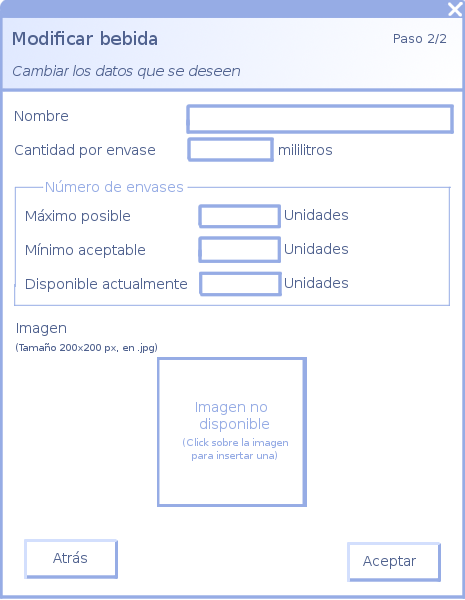 Modificar bebida
Paso 2/2
Cambiar los datos que se deseen
Nombre
Cantidad por envase mililitros
Número de envases
Máximo posible Unidades
Mínimo aceptable Unidades
Disponible actualmente Unidades
Imagen
(Tamaño 200x200 px, en .jpg)
Imagen no
disponible
(Click sobre la imagen
para insertar una)
Atrás
Aceptar